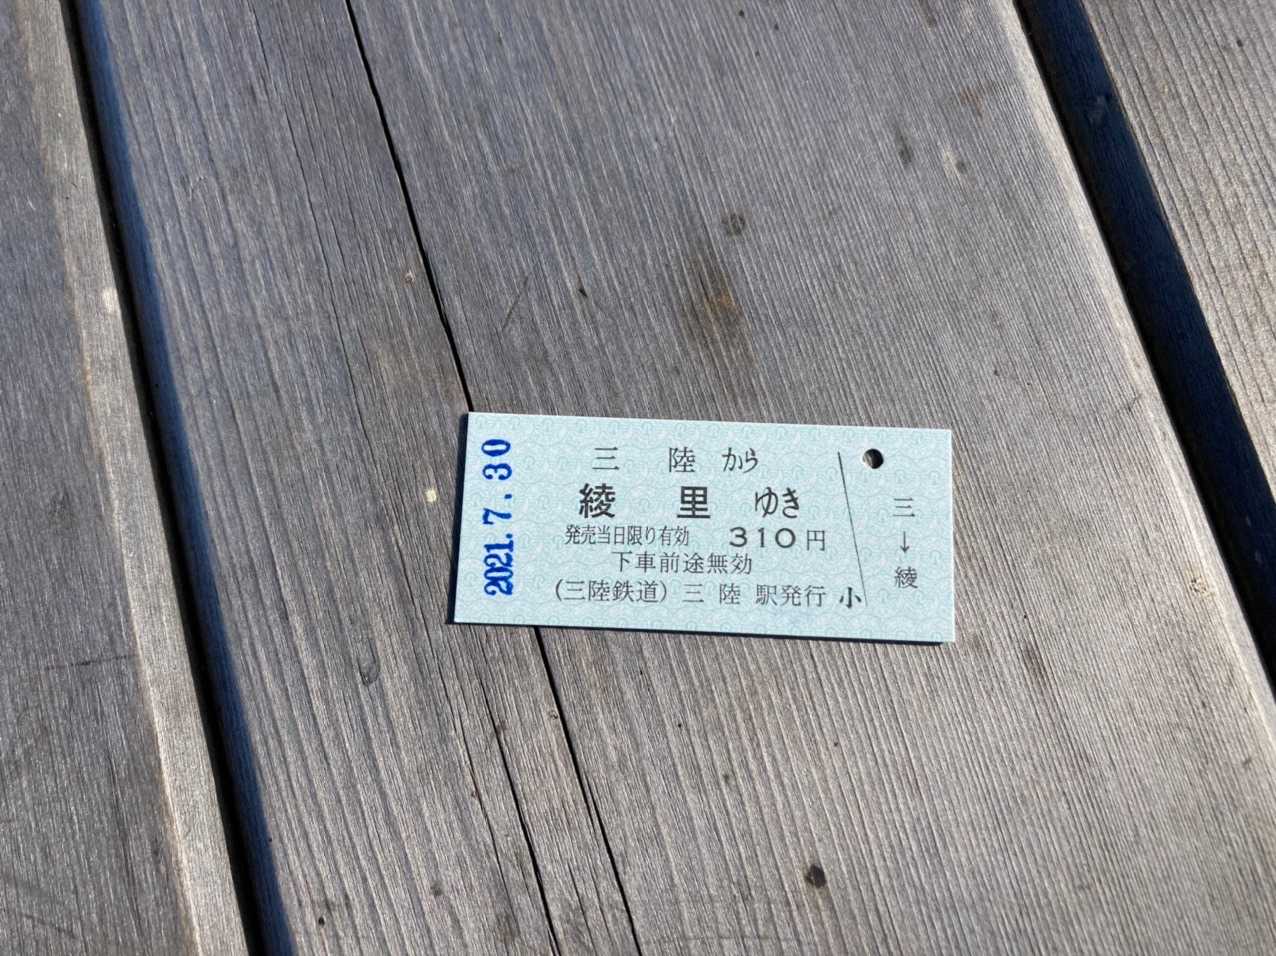 2021.7.30
三陸から
綾里ゆき
発売当日限り有効 310円
下車前途無効
(三陸鉄道) 三陸駅発行 小
三
↓
綾